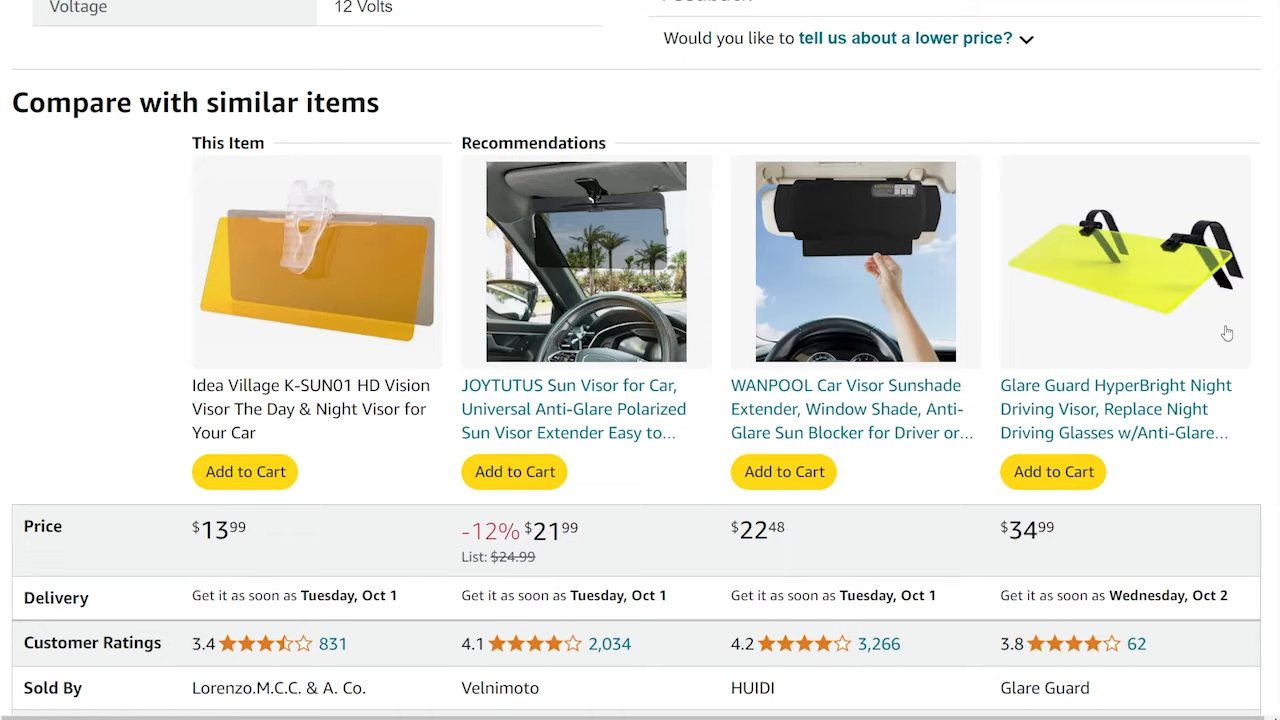 Voltage
12 Volts
Would you like to tell us about a lower price?
Compare with similar items
This Item
Recommendations
Idea Village K-SUN01 HD Vision
Visor The Day & Night Visor for
Your Car
JOYTUTUS Sun Visor for Car,
Universal Anti-Glare Polarized
Sun Visor Extender Easy to...
WANPOOL Car Visor Sunshade
Extender, Window Shade, Anti-
Glare Sun Blocker for Driver or...
Glare Guard HyperBright Night
Driving Visor, Replace Night
Driving Glasses w/Anti-Glare...
Add to Cart
Add to Cart
Add to Cart
Add to Cart
Price
$13.99
-12% $21.99
List: $24.99
$22.48
$34.99
Delivery
Get it as soon as Tuesday, Oct 1
Get it as soon as Tuesday, Oct 1
Get it as soon as Tuesday, Oct 1
Get it as soon as Wednesday, Oct 2
Customer Ratings
3.4 831
4.1 2,034
4.2 3,266
3.8 62
Sold By
Lorenzo.M.C.C. & A. Co.
Velnimoto
HUIDI
Glare Guard